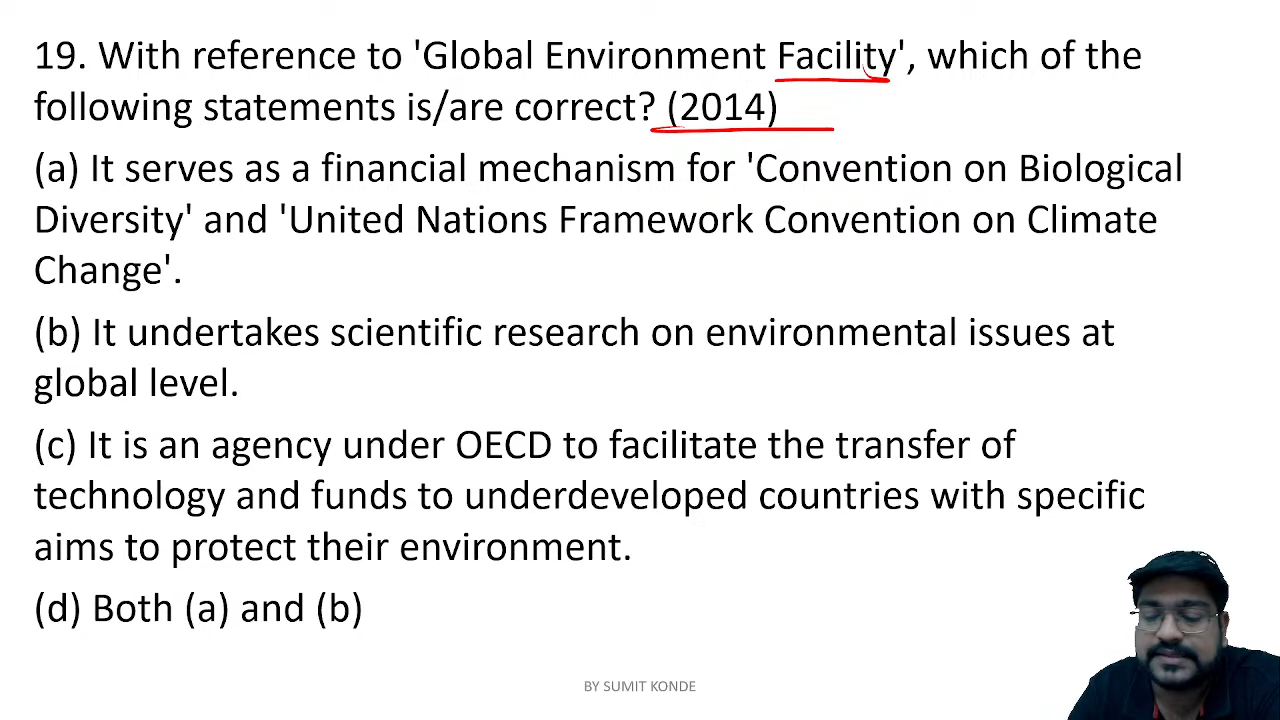 19. With reference to 'Global Environment Facility', which of the
following statements is/are correct? (2014)
(a) It serves as a financial mechanism for 'Convention on Biological
Diversity' and 'United Nations Framework Convention on Climate
Change'.
(b) It undertakes scientific research on environmental issues at
global level.
(c) It is an agency under OECD to facilitate the transfer of
technology and funds to underdeveloped countries with specific
aims to protect their environment.
(d) Both (a) and (b)
BY SUMIT KONDE